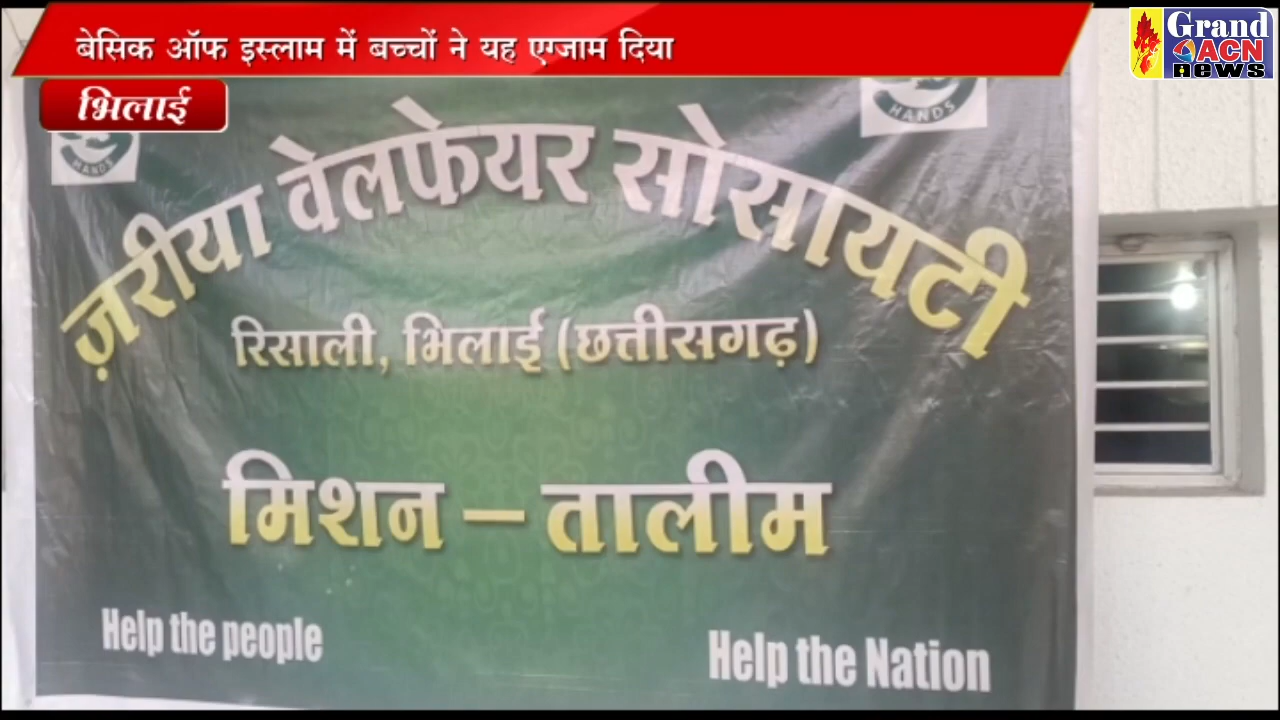 बेसिक ऑफ इस्लाम में बच्चों ने यह एग्जाम दिया
Grand
ACN
news
भिलाई
HANDS
HANDS
ज़रीया वेलफेयर सोसायटी
रिसाली, भिलाई (छत्तीसगढ़)
मिशन – तालीम
Help the people
Help the Nation